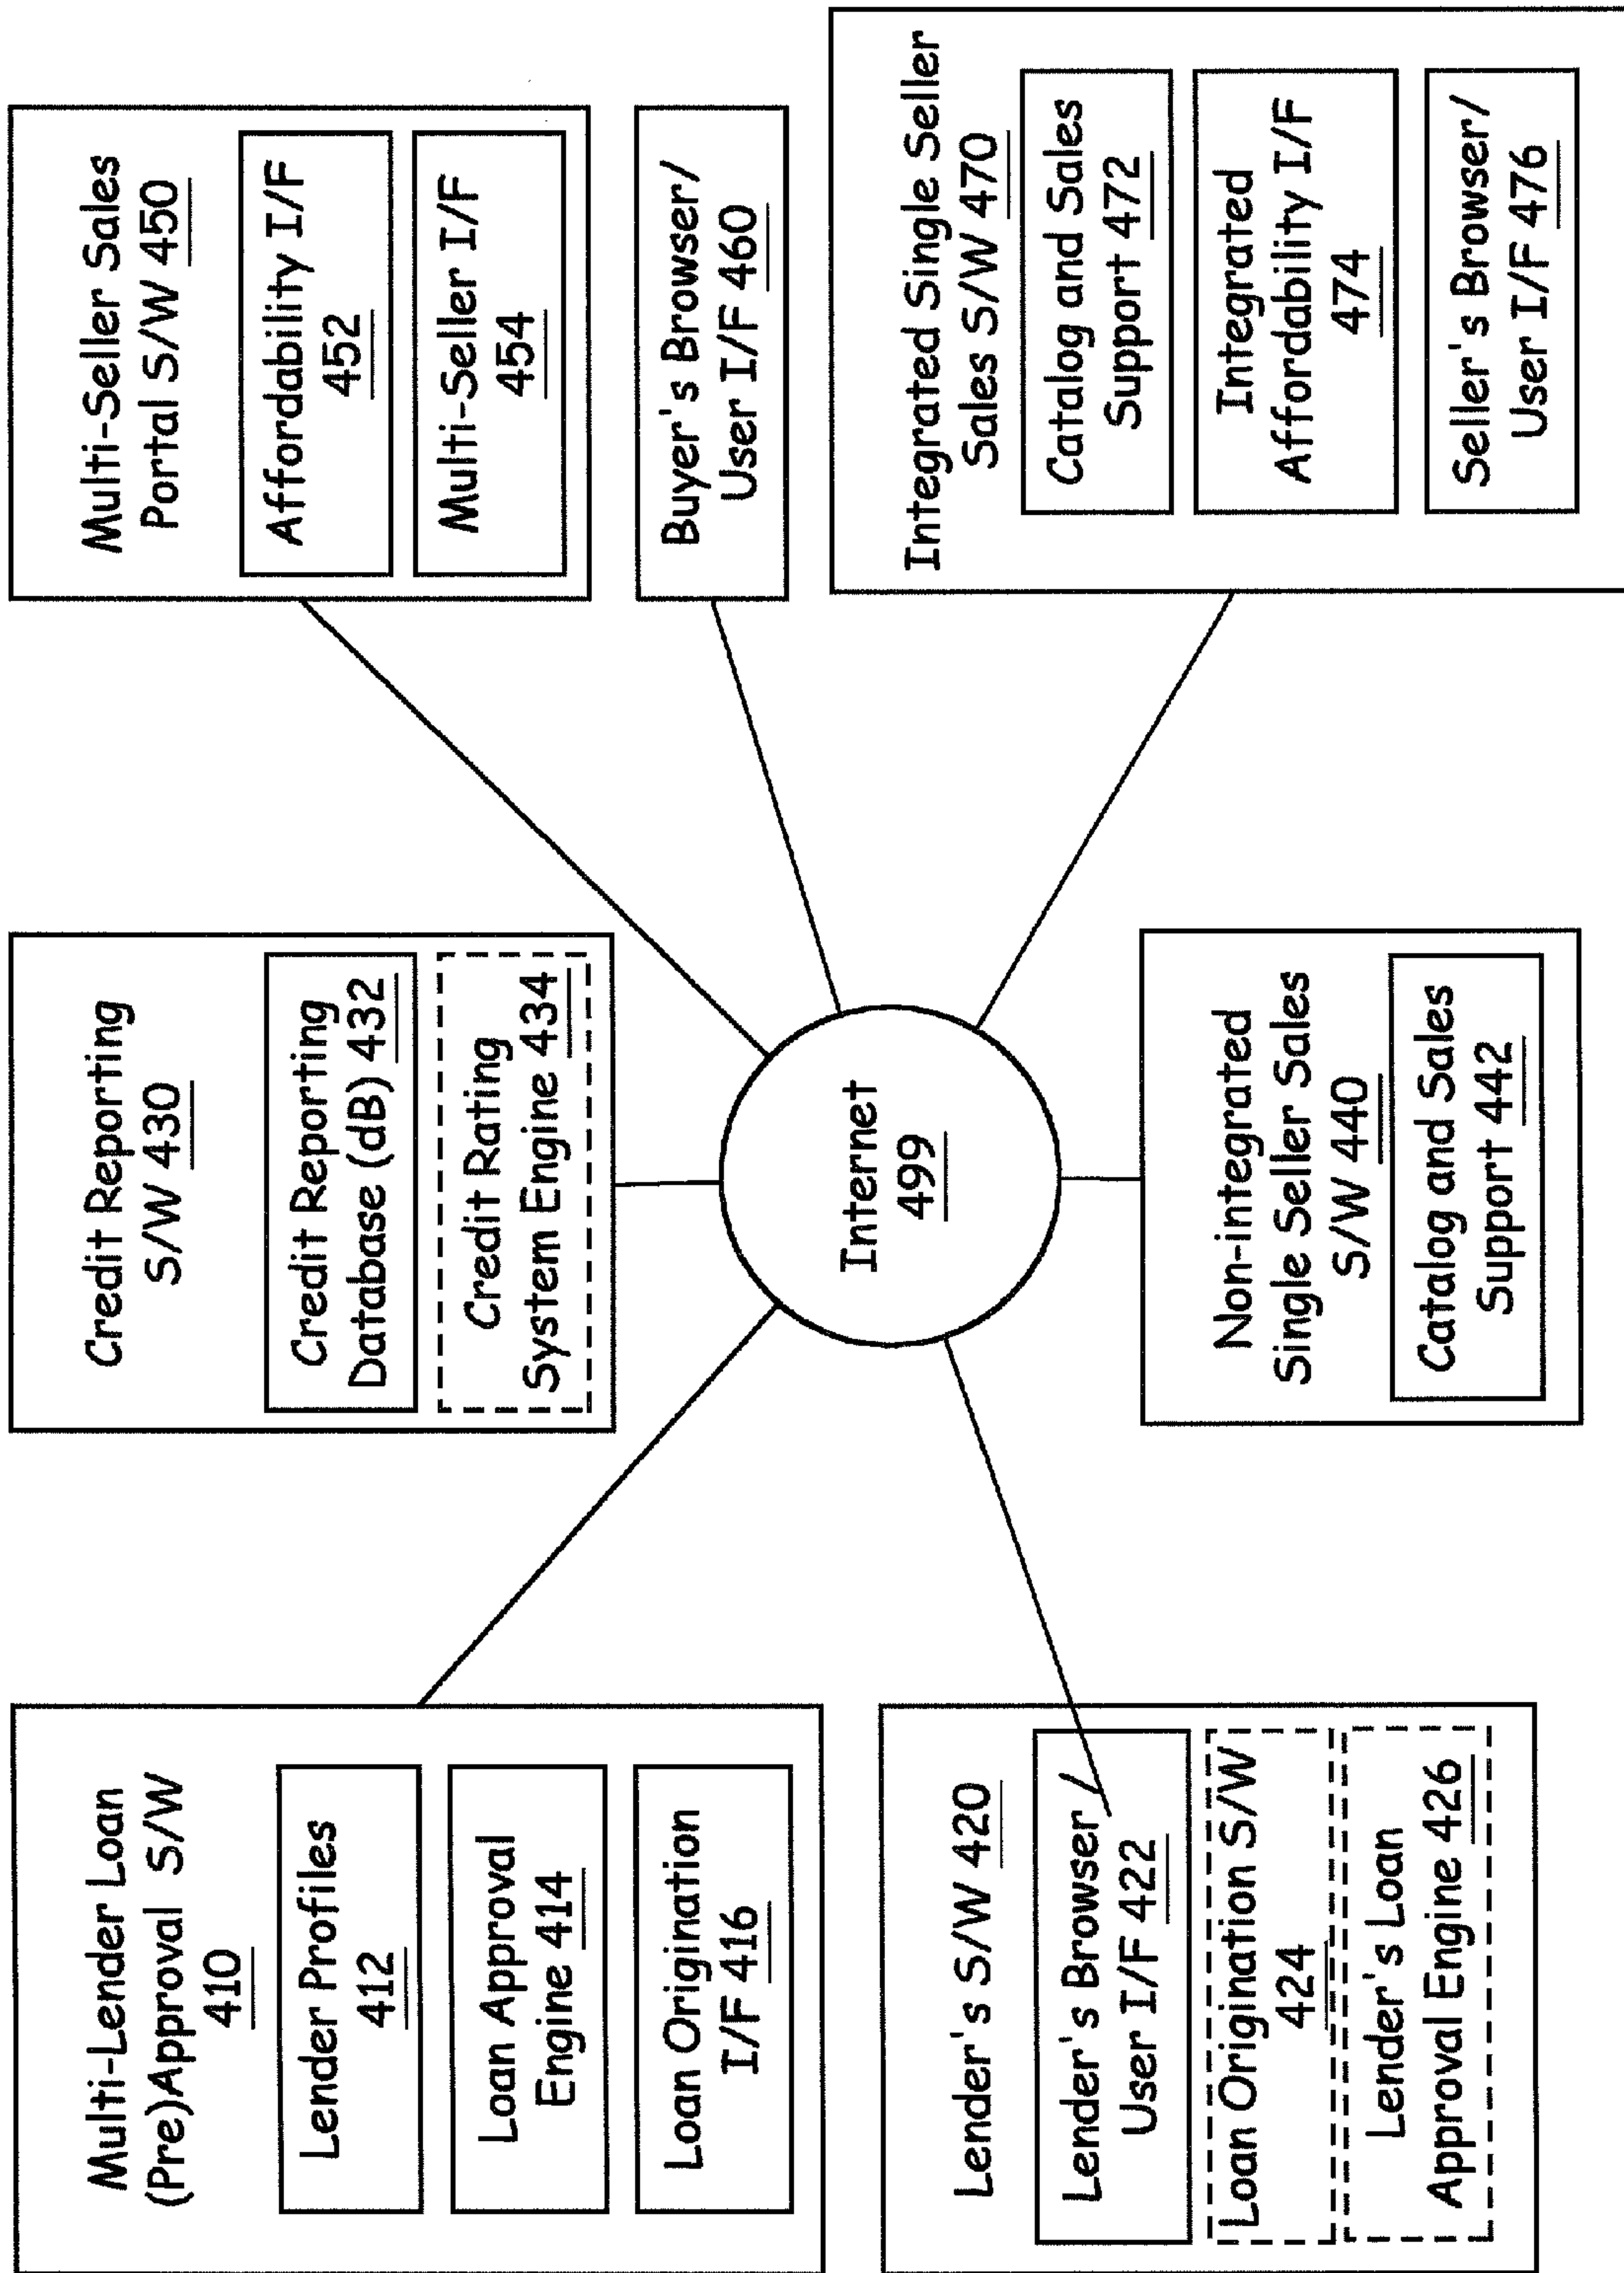 Multi-Lender Loan
(Pre)Approval S/W
410
Lender Profiles
412
Loan Approval
Engine 414
Loan Origination
I/F 416
Lender's S/W 420
Lender's Browser /
User I/F 422
Loan Origination S/W
424
Lender's Loan
Approval Engine 426
Credit Reporting
S/W 430
Credit Reporting
Database (dB) 432
Credit Rating
System Engine 434
Internet
499
Non-integrated
Single Seller Sales
S/W 440
Catalog and Sales
Support 442
Multi-Seller Sales
Portal S/W 450
Affordability I/F
452
Multi-Seller I/F
454
Buyer's Browser/
User I/F 460
Integrated Single Seller
Sales S/W 470
Catalog and Sales
Support 472
Integrated
Affordability I/F
474
Seller's Browser/
User I/F 476